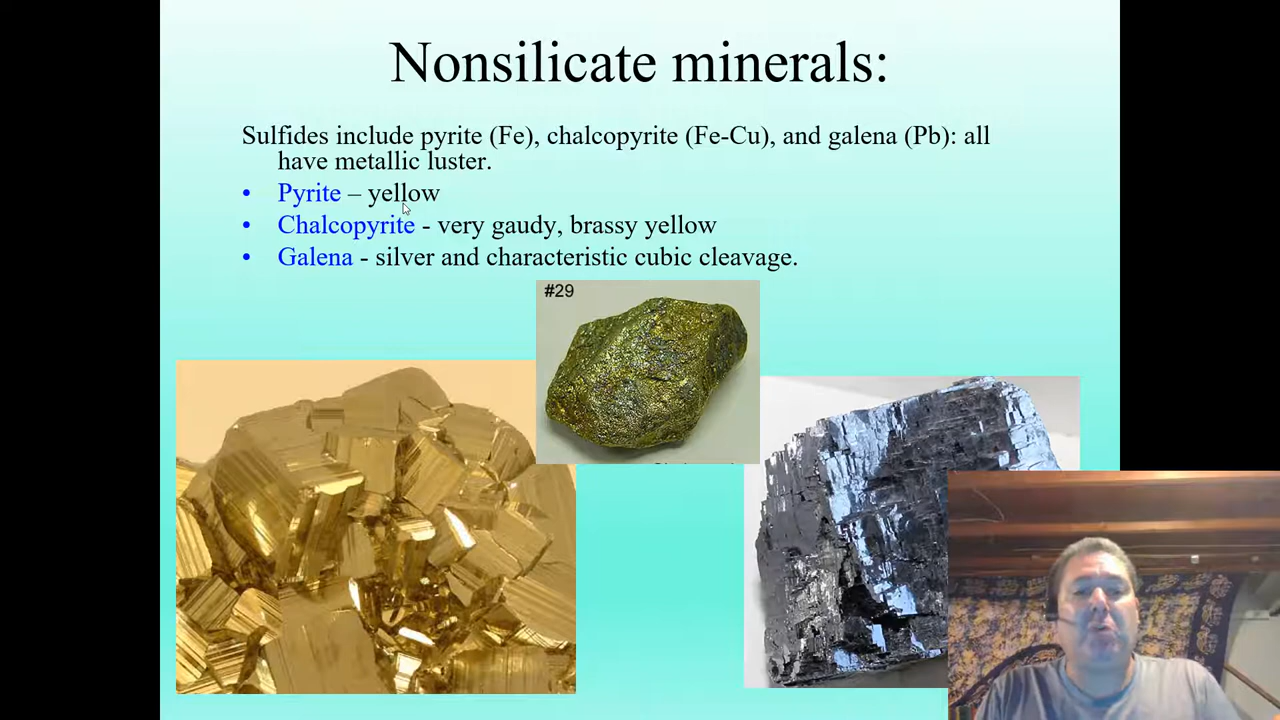 Nonsilicate minerals:
Sulfides include pyrite (Fe), chalcopyrite (Fe-Cu), and galena (Pb): all
have metallic luster.
• Pyrite – yellow
• Chalcopyrite - very gaudy, brassy yellow
• Galena - silver and characteristic cubic cleavage.
#29